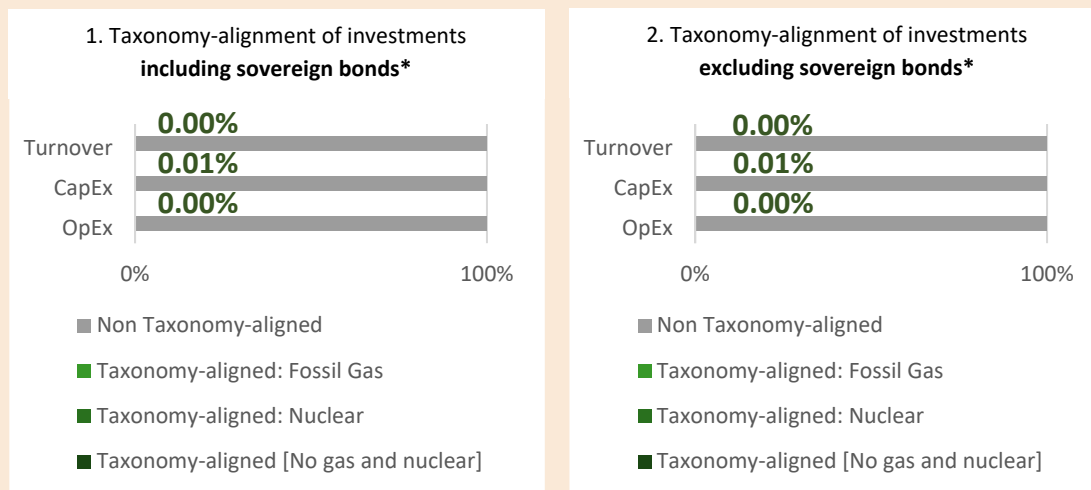 1. Taxonomy-alignment of investments
including sovereign bonds*
0.00%
Turnover
0.01%
CapEx
0.00%
OpEx
0% 100%
Non Taxonomy-aligned
Taxonomy-aligned: Fossil Gas
Taxonomy-aligned: Nuclear
Taxonomy-aligned [No gas and nuclear]
2. Taxonomy-alignment of investments
excluding sovereign bonds*
0.00%
Turnover
0.01%
CapEx
0.00%
OpEx
0% 100%
Non Taxonomy-aligned
Taxonomy-aligned: Fossil Gas
Taxonomy-aligned: Nuclear
Taxonomy-aligned [No gas and nuclear]